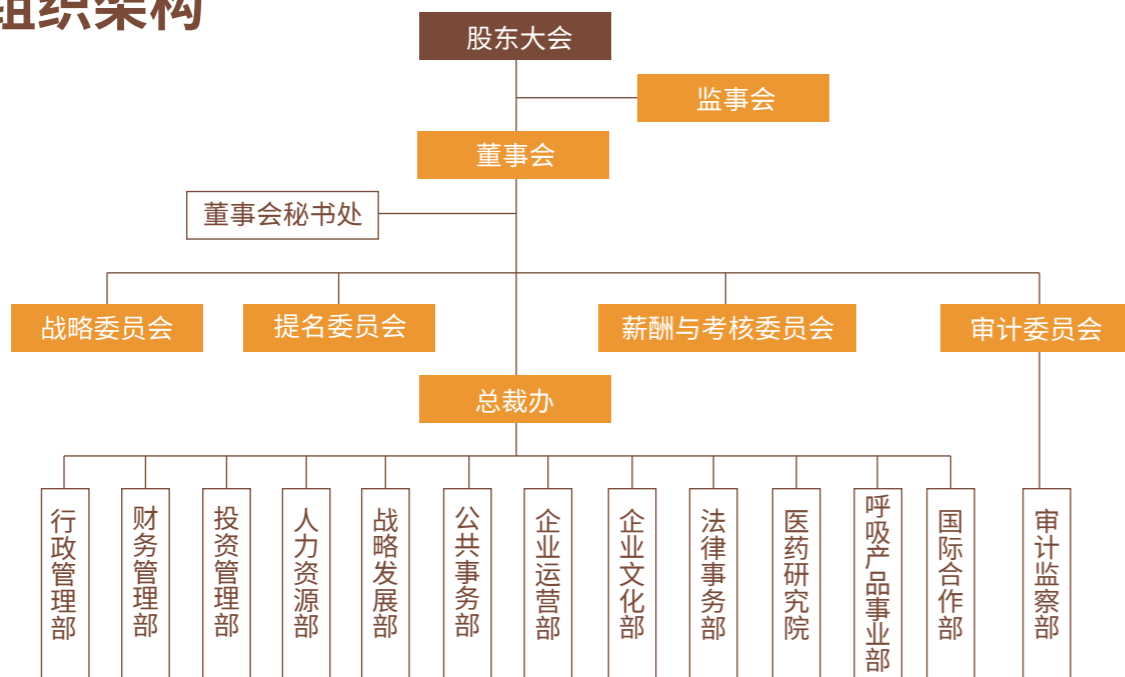 组织架构
股东大会
监事会
董事会
董事会秘书处
战略委员会
提名委员会
薪酬与考核委员会
审计委员会
总裁办
行政管理部
财务管理部
投资管理部
人力资源部
战略发展部
公共事务部
企业运营部
企业文化部
法律事务部
医药研究院
呼吸产品事业部
国际合作部
审计监察部